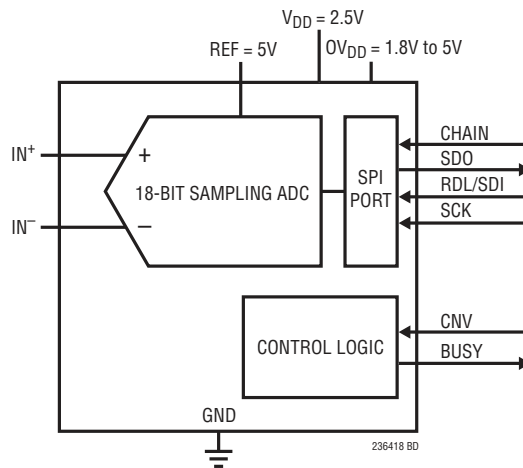 V_DD = 2.5V
REF = 5V
OV_DD = 1.8V to 5V
CHAIN
IN⁺
+
18-BIT SAMPLING ADC
SPI
PORT
SDO
RDL/SDI
SCK
IN⁻
−
CONTROL LOGIC
CNV
BUSY
GND
236418 BD